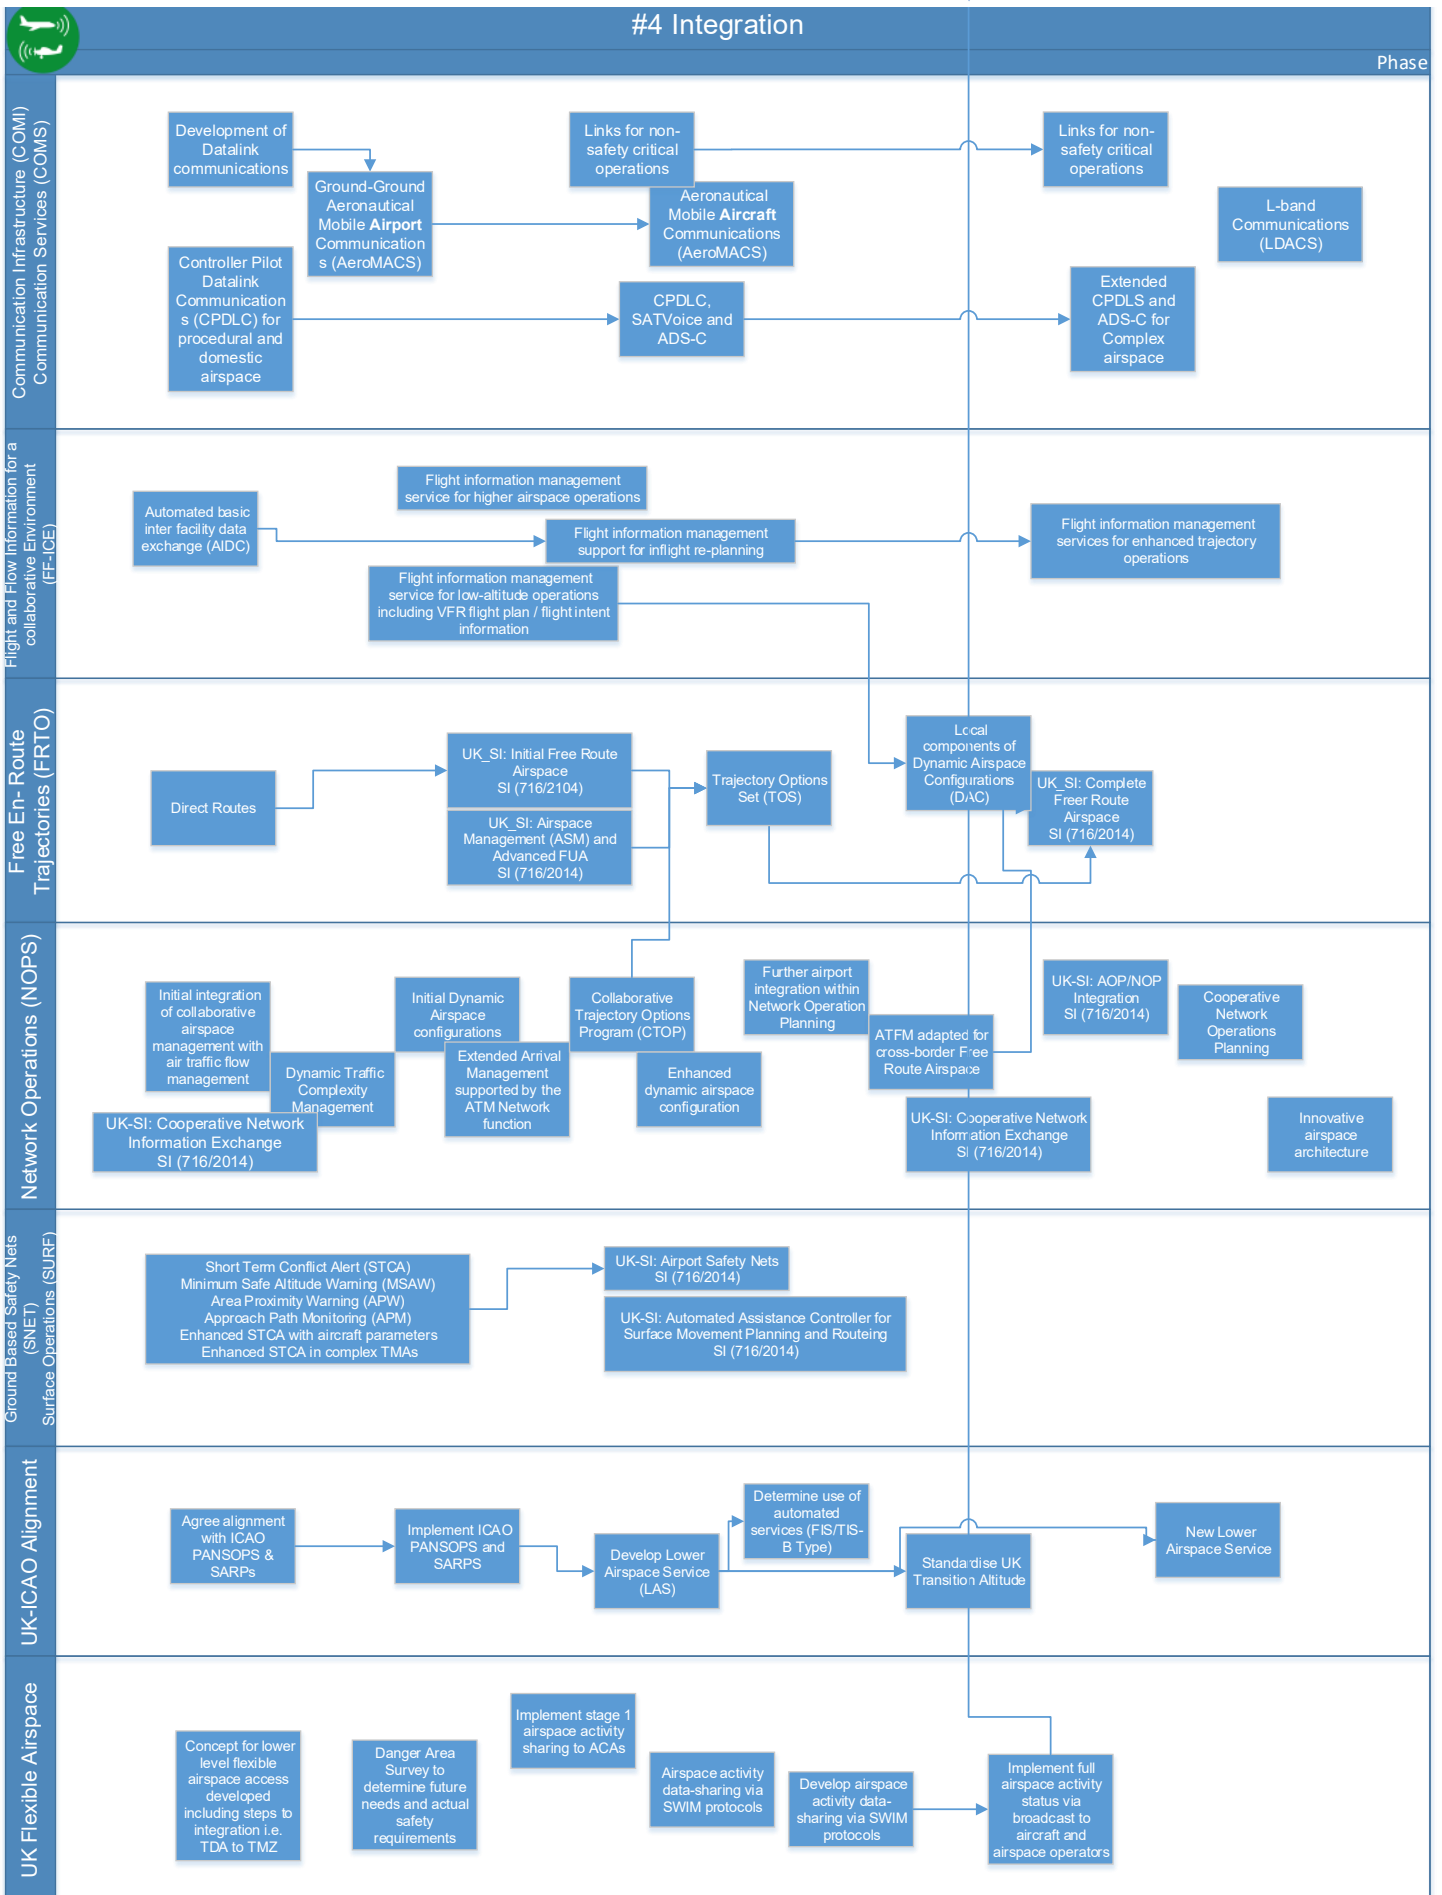 #4 Integration
Phase
Communication Infrastructure (COMI)
Communication Services (COMS)
Development of
Datalink
communications
Links for non-
safety critical
operations
Links for non-
safety critical
operations
Ground-Ground
Aeronautical
Mobile Airport
Communication
s (AeroMACS)
Aeronautical
Mobile Aircraft
Communications
(AeroMACS)
L-band
Communications
(LDACS)
Controller Pilot
Datalink
Communication
s (CPDLC) for
procedural and
domestic
airspace
CPDLC,
SATVoice and
ADS-C
Extended
CPDLS and
ADS-C for
Complex
airspace
Flight and Flow Information for a
collaborative Environment
(FF-ICE)
Flight information management
service for higher airspace operations
Automated basic
inter facility data
exchange (AIDC)
Flight information management
support for inflight re-planning
Flight information management
services for enhanced trajectory
operations
Flight information management
service for low-altitude operations
including VFR flight plan / flight intent
information
Free En- Route
Trajectories (FRTO)
Direct Routes
UK_SI: Initial Free Route
Airspace
SI (716/2104)
UK_SI: Airspace
Management (ASM) and
Advanced FUA
SI (716/2014)
Trajectory Options
Set (TOS)
Local
components of
Dynamic Airspace
Configurations
(DAC)
UK_SI: Complete
Freer Route
Airspace
SI (716/2014)
Network Operations (NOPS)
Initial integration
of collaborative
airspace
management with
air traffic flow
management
Dynamic Traffic
Complexity
Management
UK-SI: Cooperative Network
Information Exchange
SI (716/2014)
Initial Dynamic
Airspace
configurations
Extended Arrival
Management
supported by the
ATM Network
function
Collaborative
Trajectory Options
Program (CTOP)
Enhanced
dynamic airspace
configuration
Further airport
integration within
Network Operation
Planning
ATFM adapted for
cross-border Free
Route Airspace
UK-SI: Cooperative Network
Information Exchange
SI (716/2014)
UK-SI: AOP/NOP
Integration
SI (716/2014)
Cooperative
Network
Operations
Planning
Innovative
airspace
architecture
Ground Based Safety Nets
(SNET)
Surface Operations (SURF)
Short Term Conflict Alert (STCA)
Minimum Safe Altitude Warning (MSAW)
Area Proximity Warning (APW)
Approach Path Monitoring (APM)
Enhanced STCA with aircraft parameters
Enhanced STCA in complex TMAs
UK-SI: Airport Safety Nets
SI (716/2014)
UK-SI: Automated Assistance Controller for
Surface Movement Planning and Routeing
SI (716/2014)
UK-ICAO Alignment
Agree alignment
with ICAO
PANSOPS &
SARPs
Implement ICAO
PANSOPS and
SARPS
Develop Lower
Airspace Service
(LAS)
Determine use of
automated
services (FIS/TIS-
B Type)
Standardise UK
Transition Altitude
New Lower
Airspace Service
UK Flexible Airspace
Concept for lower
level flexible
airspace access
developed
including steps to
integration i.e.
TDA to TMZ
Danger Area
Survey to
determine future
needs and actual
safety
requirements
Implement stage 1
airspace activity
sharing to ACAs
Airspace activity
data-sharing via
SWIM protocols
Develop airspace
activity data-
sharing via SWIM
protocols
Implement full
airspace activity
status via
broadcast to
aircraft and
airspace operators